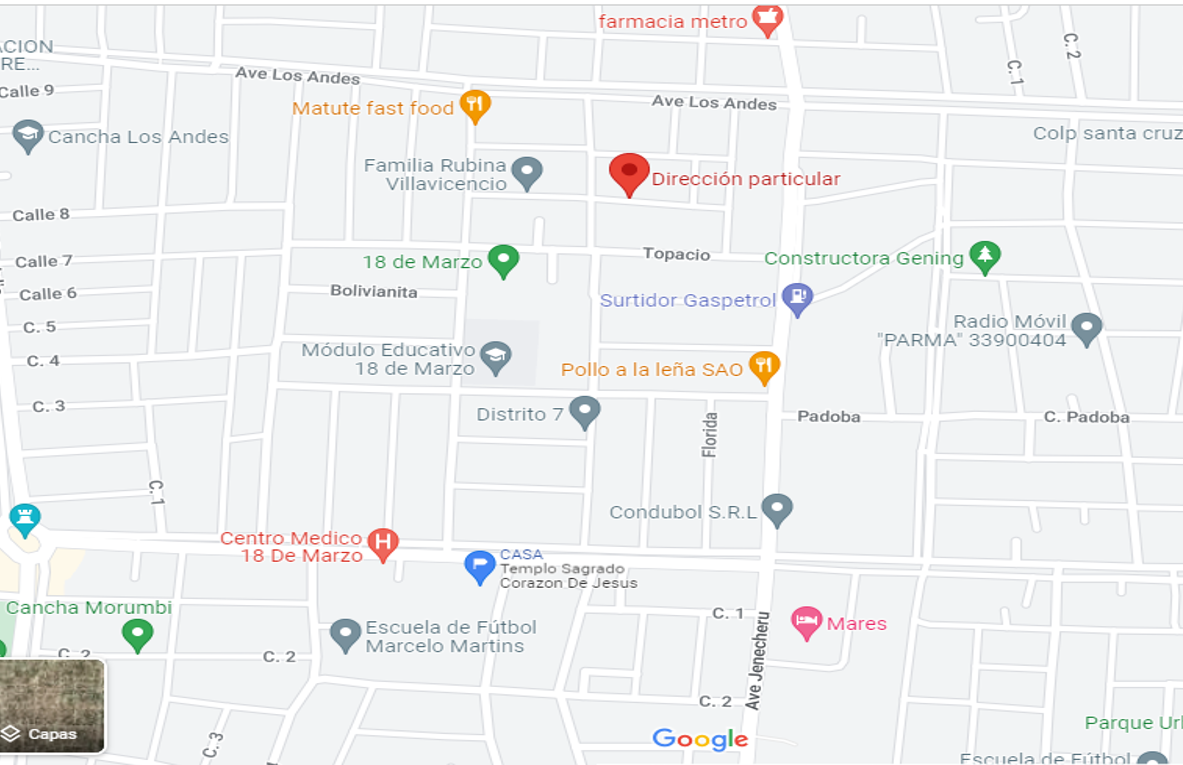 farmacia metro
ACION
RE...
C. 2
C. 1
Ave Los Andes
Calle 9
Matute fast food
Ave Los Andes
Cancha Los Andes
Colp santa cruz
Familia Rubina
Villavicencio
Dirección particular
Calle 8
Topacio
Calle 7
18 de Marzo
Constructora Gening
Calle 6
Bolivianita
Surtidor Gaspetrol
C. 5
Radio Móvil
"PARMA" 33900404
Módulo Educativo
18 de Marzo
C. 4
Pollo a la leña SAO
C. 3
Distrito 7
Florida
Padoba
C. Padoba
C. 1
Condubol S.R.L
Centro Medico
18 De Marzo
CASA
Templo Sagrado
Corazon De Jesus
Cancha Morumbi
C. 1
Ave Jenecheru
Mares
Escuela de Fútbol
Marcelo Martins
C. 2
C. 2
C. 2
Capas
C. 3
Google
Parque Ur
Escuela de Fútbol